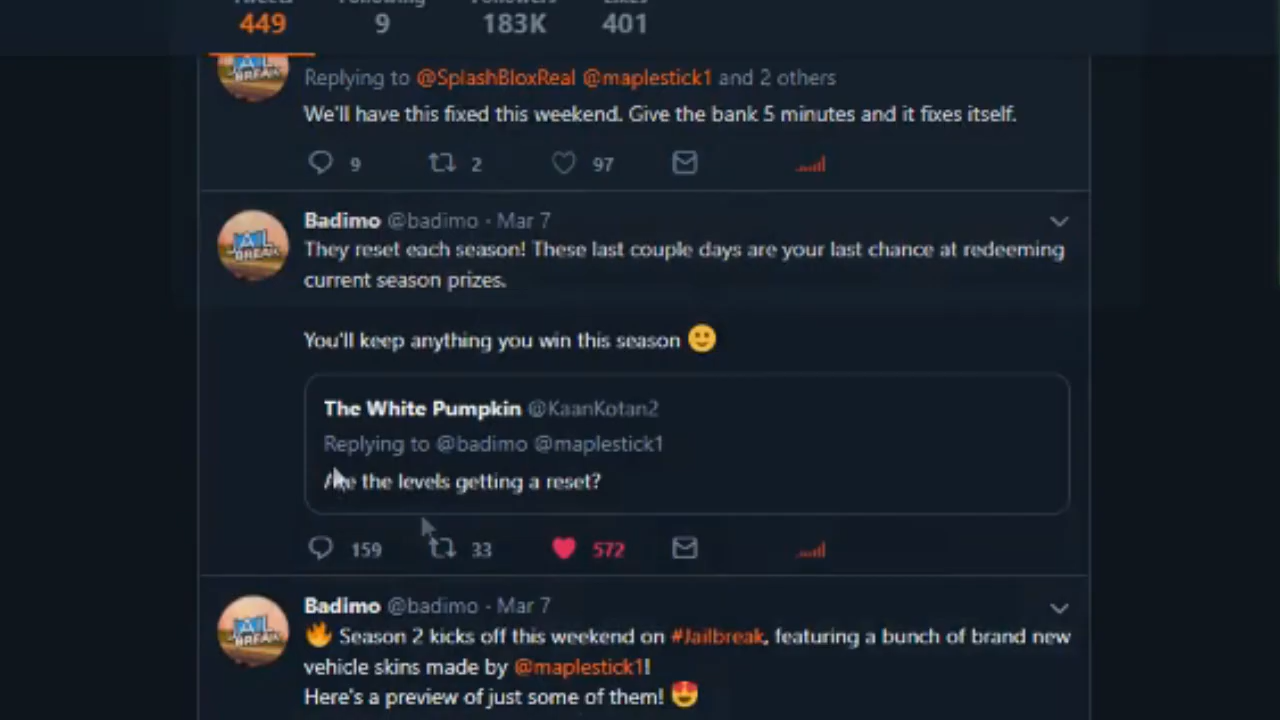 Tweets Following Followers Likes
449 9 183K 401
Replying to @SplashBloxReal @maplestick1 and 2 others
We'll have this fixed this weekend. Give the bank 5 minutes and it fixes itself.
9 2 97
Badimo @badimo · Mar 7
They reset each season! These last couple days are your last chance at redeeming
current season prizes.
You'll keep anything you win this season 🙂
The White Pumpkin @KaanKotan2
Replying to @badimo @maplestick1
Are the levels getting a reset?
159 33 572
Badimo @badimo · Mar 7
🔥 Season 2 kicks off this weekend on #Jailbreak, featuring a bunch of brand new
vehicle skins made by @maplestick1!
Here's a preview of just some of them! 😍